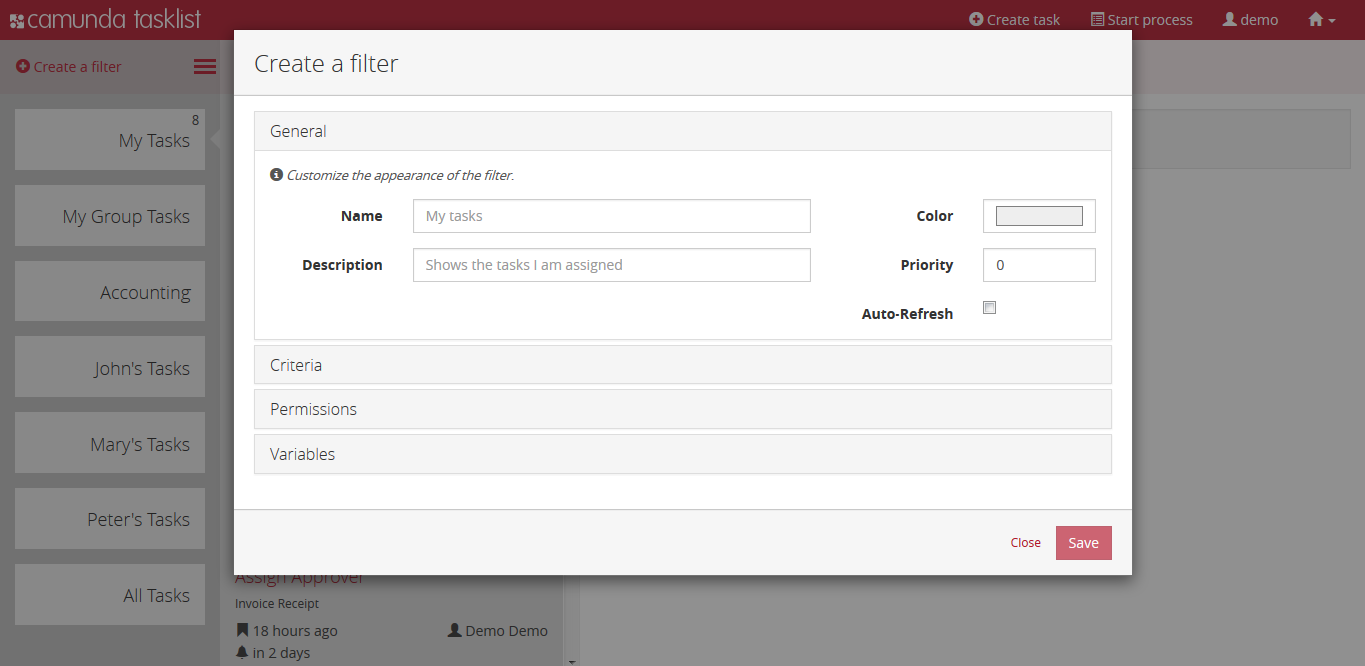 camunda tasklist
Create task
Start process
demo
Create a filter
8
My Tasks
My Group Tasks
Accounting
John's Tasks
Mary's Tasks
Peter's Tasks
All Tasks
Create a filter
General
Customize the appearance of the filter.
Name
My tasks
Color
Description
Shows the tasks I am assigned
Priority
0
Auto-Refresh
Criteria
Permissions
Variables
Close
Save
Assign Approver
Invoice Receipt
18 hours ago
Demo Demo
in 2 days